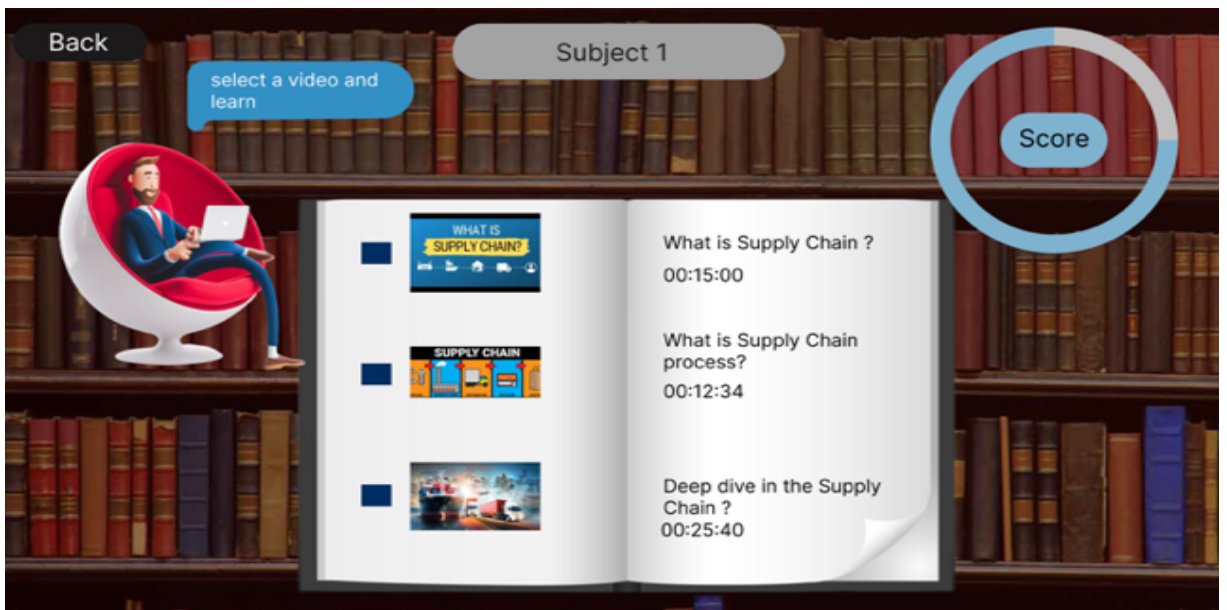 Back
Subject 1
select a video and
learn
Score
WHAT IS
SUPPLY CHAIN?
What is Supply Chain ?
00:15:00
SUPPLY CHAIN
What is Supply Chain
process?
00:12:34
Deep dive in the Supply
Chain ?
00:25:40